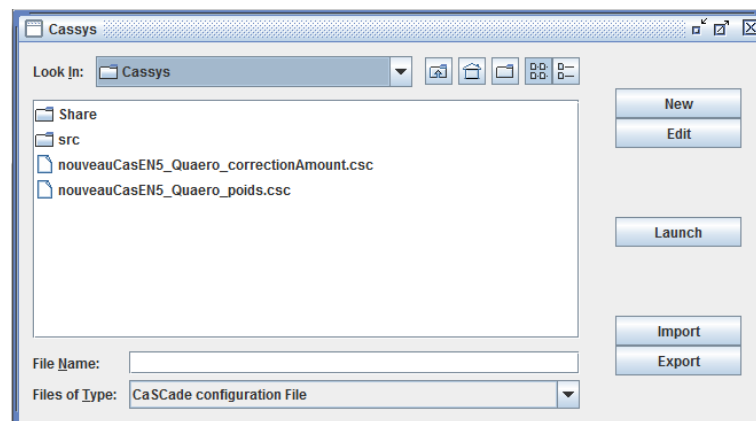 Cassys
Look In: Cassys
Share
src
nouveauCasEN5_Quaero_correctionAmount.csc
nouveauCasEN5_Quaero_poids.csc
File Name:
Files of Type: CaSCade configuration File
New
Edit
Launch
Import
Export